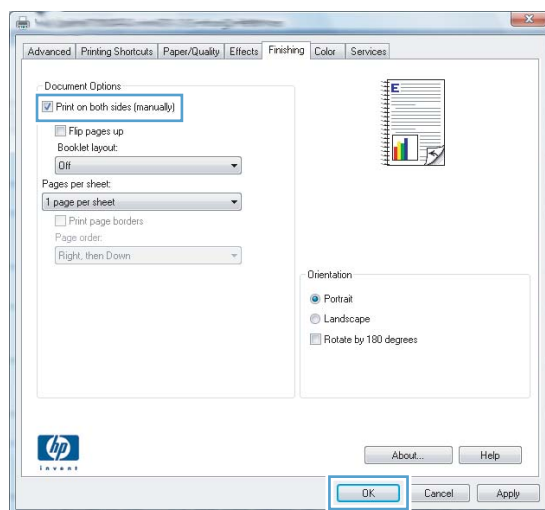 Advanced Printing Shortcuts Paper/Quality Effects Finishing Color Services
Document Options
Print on both sides (manually)
Flip pages up
Booklet layout:
Off
Pages per sheet:
1 page per sheet
Print page borders
Page order:
Right, then Down
E
Orientation
Portrait
Landscape
Rotate by 180 degrees
hp
invent
About... Help
OK Cancel Apply